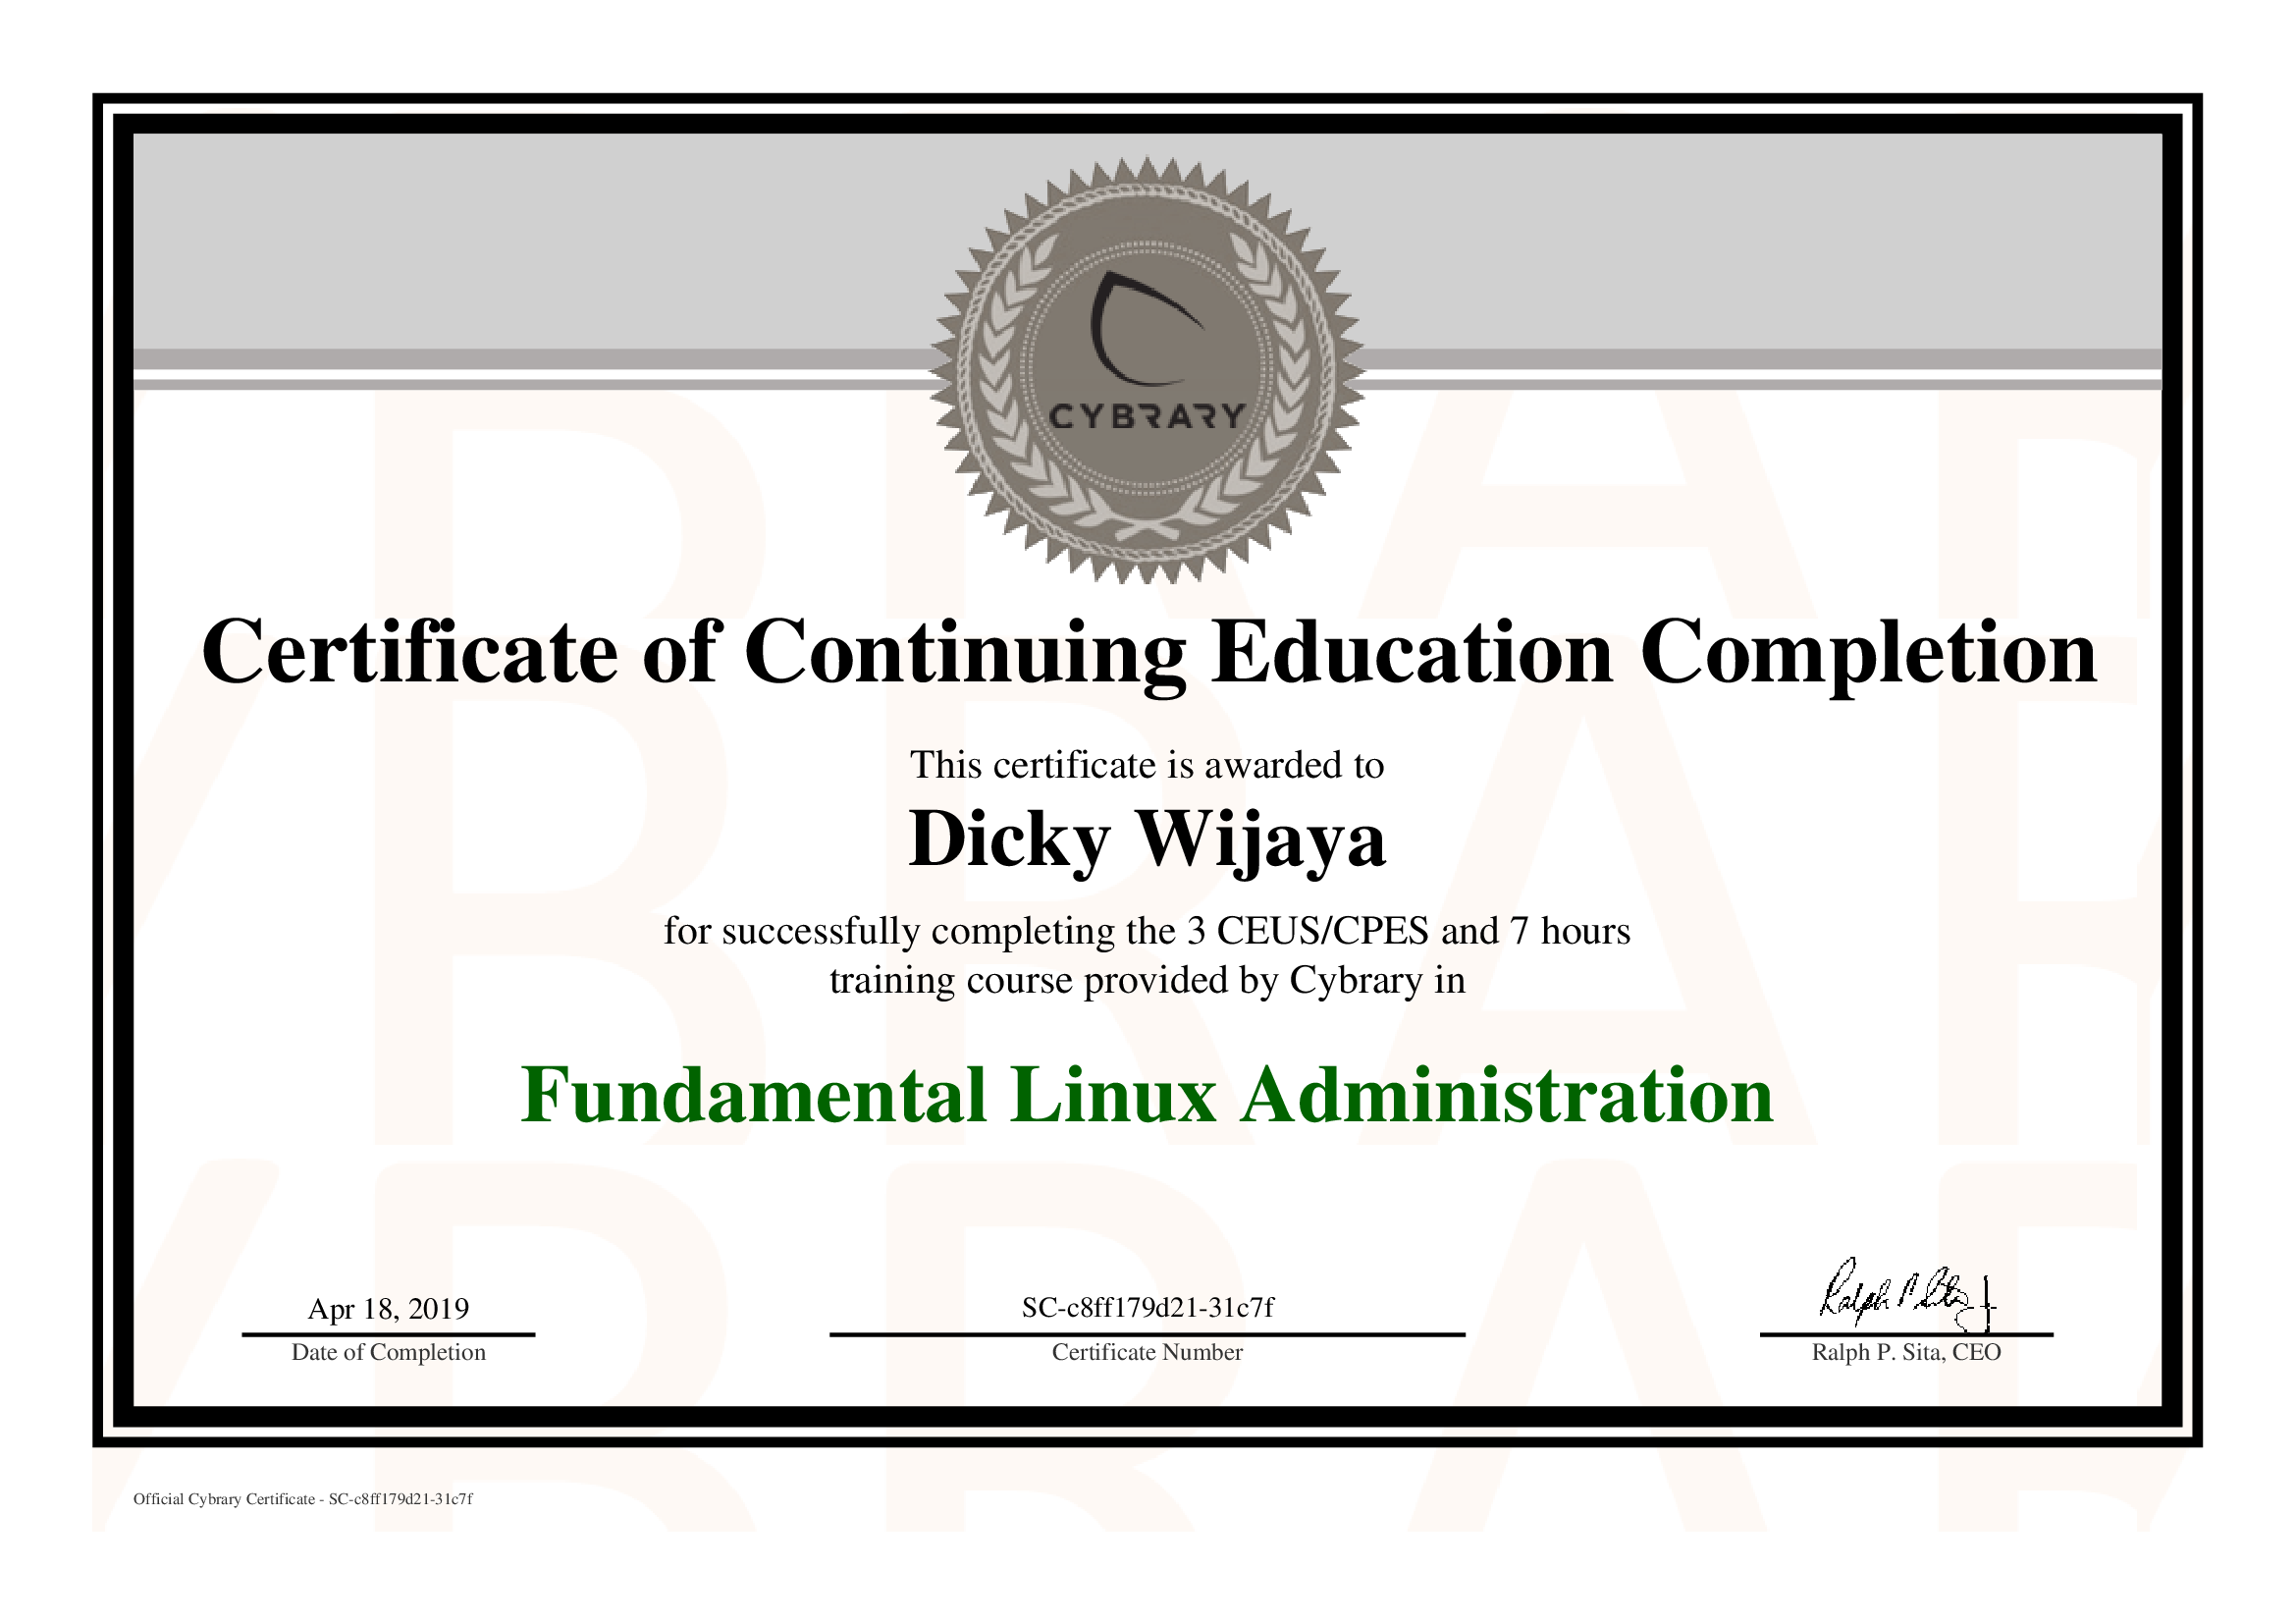 CYBRARY
Certificate of Continuing Education Completion
This certificate is awarded to
Dicky Wijaya
for successfully completing the 3 CEUS/CPES and 7 hours
training course provided by Cybrary in
Fundamental Linux Administration
Apr 18, 2019
Date of Completion
SC-c8ff179d21-31c7f
Certificate Number
Ralph P. Sita, CEO
Official Cybrary Certificate - SC-c8ff179d21-31c7f